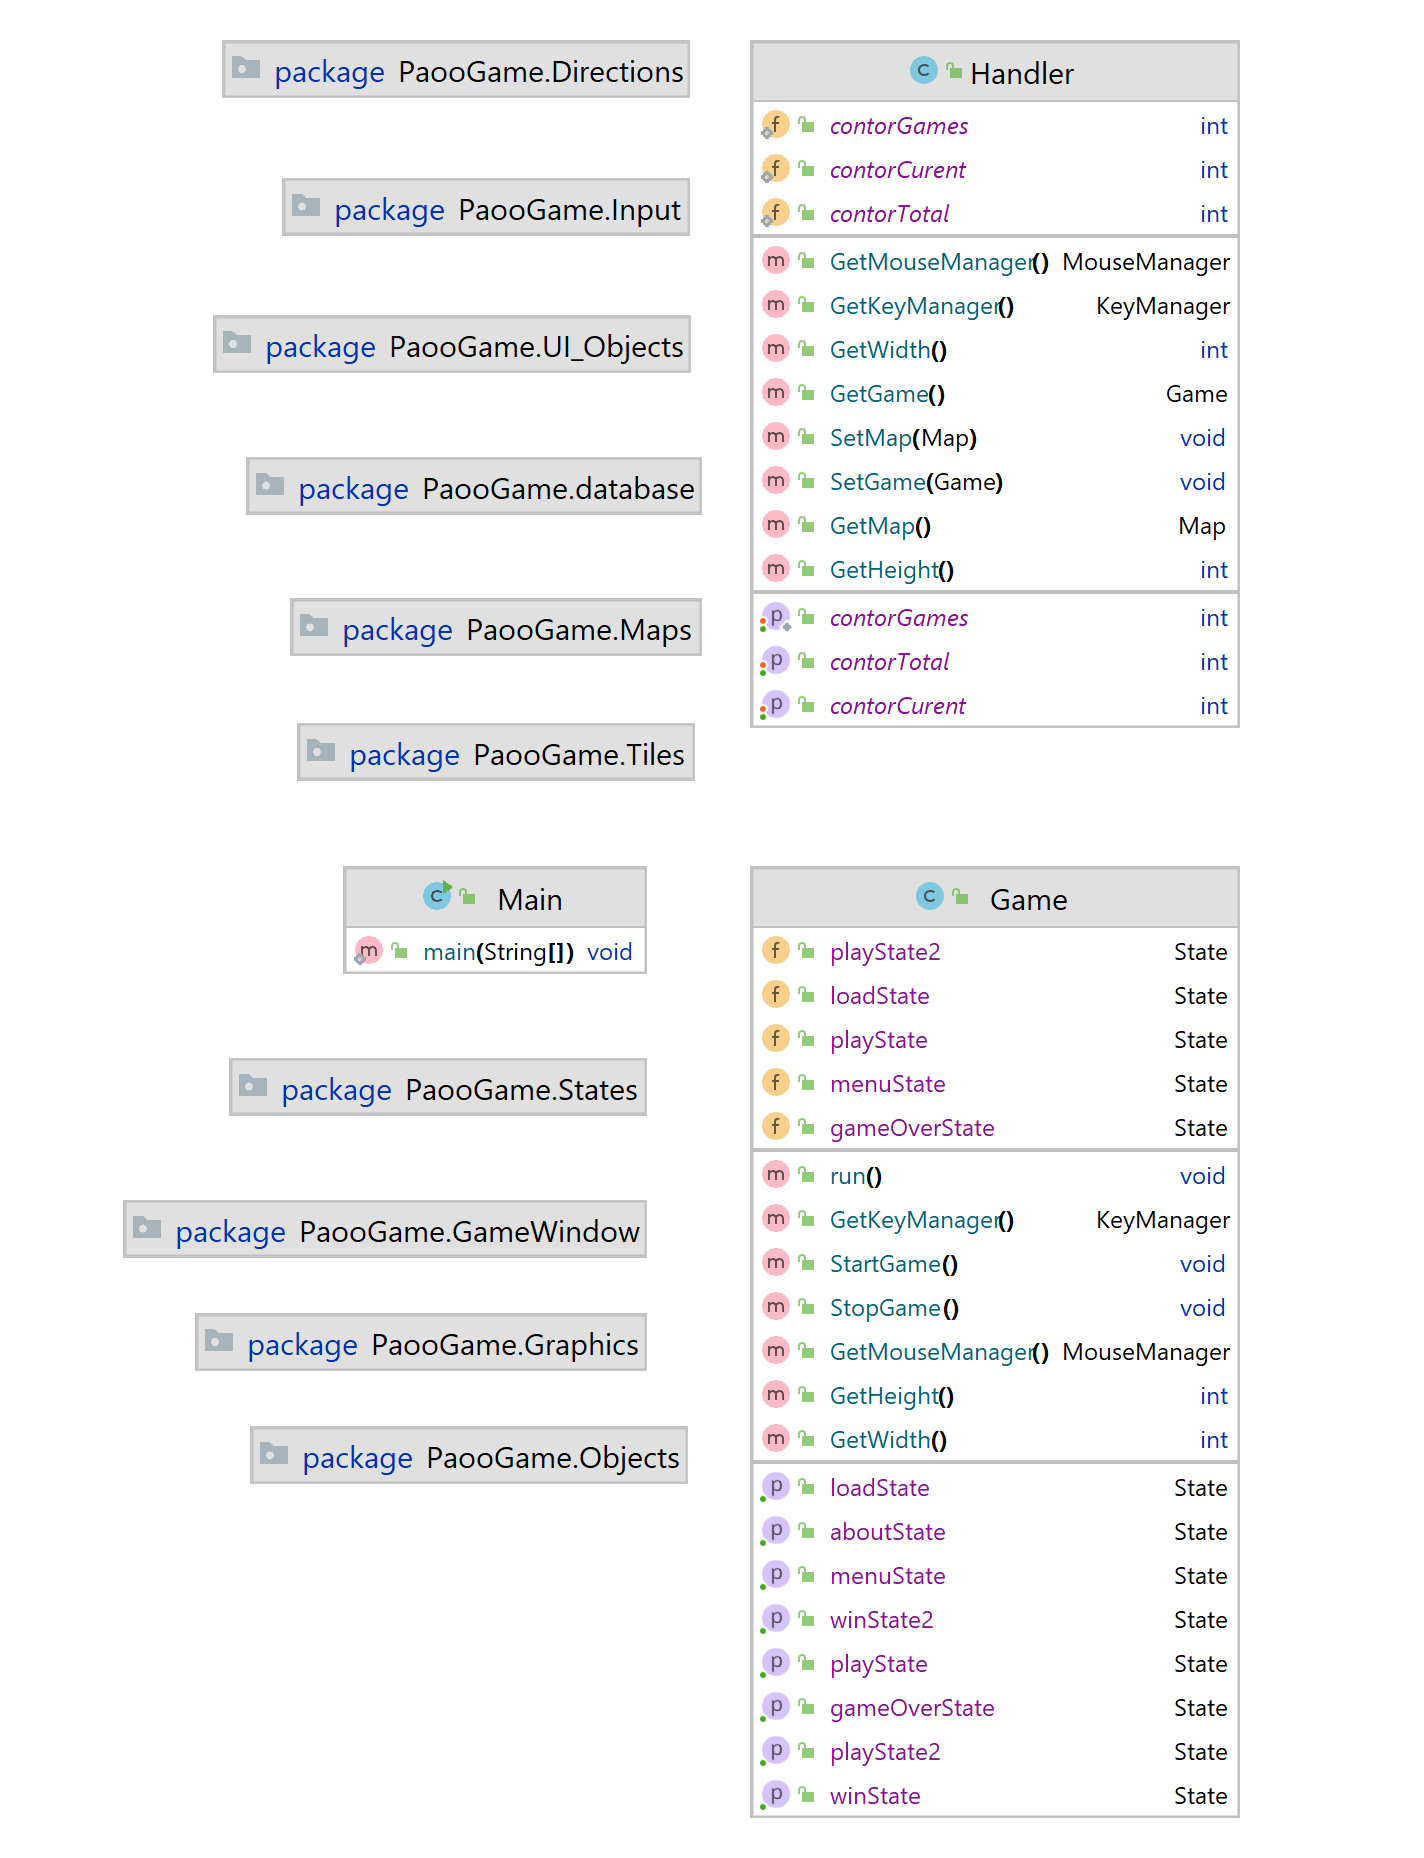 package PaooGame.Directions
package PaooGame.Input
package PaooGame.UI_Objects
package PaooGame.database
package PaooGame.Maps
package PaooGame.Tiles
C Handler
f contorGames int
f contorCurent int
f contorTotal int
m GetMouseManager() MouseManager
m GetKeyManager() KeyManager
m GetWidth() int
m GetGame() Game
m SetMap(Map) void
m SetGame(Game) void
m GetMap() Map
m GetHeight() int
p contorGames int
p contorTotal int
p contorCurent int
C Main
m main(String[]) void
package PaooGame.States
package PaooGame.GameWindow
package PaooGame.Graphics
package PaooGame.Objects
C Game
f playState2 State
f loadState State
f playState State
f menuState State
f gameOverState State
m run() void
m GetKeyManager() KeyManager
m StartGame() void
m StopGame() void
m GetMouseManager() MouseManager
m GetHeight() int
m GetWidth() int
p loadState State
p aboutState State
p menuState State
p winState2 State
p playState State
p gameOverState State
p playState2 State
p winState State